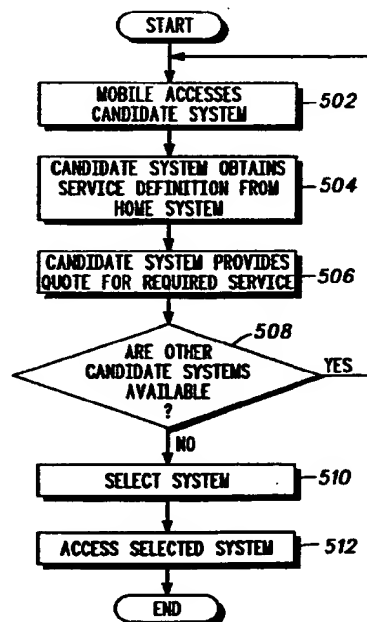 START
MOBILE ACCESSES
CANDIDATE SYSTEM
502
CANDIDATE SYSTEM OBTAINS
SERVICE DEFINITION FROM
HOME SYSTEM
504
CANDIDATE SYSTEM PROVIDES
QUOTE FOR REQUIRED SERVICE
506
508
ARE OTHER
CANDIDATE SYSTEMS
AVAILABLE
?
YES
NO
SELECT SYSTEM
510
ACCESS SELECTED SYSTEM
512
END